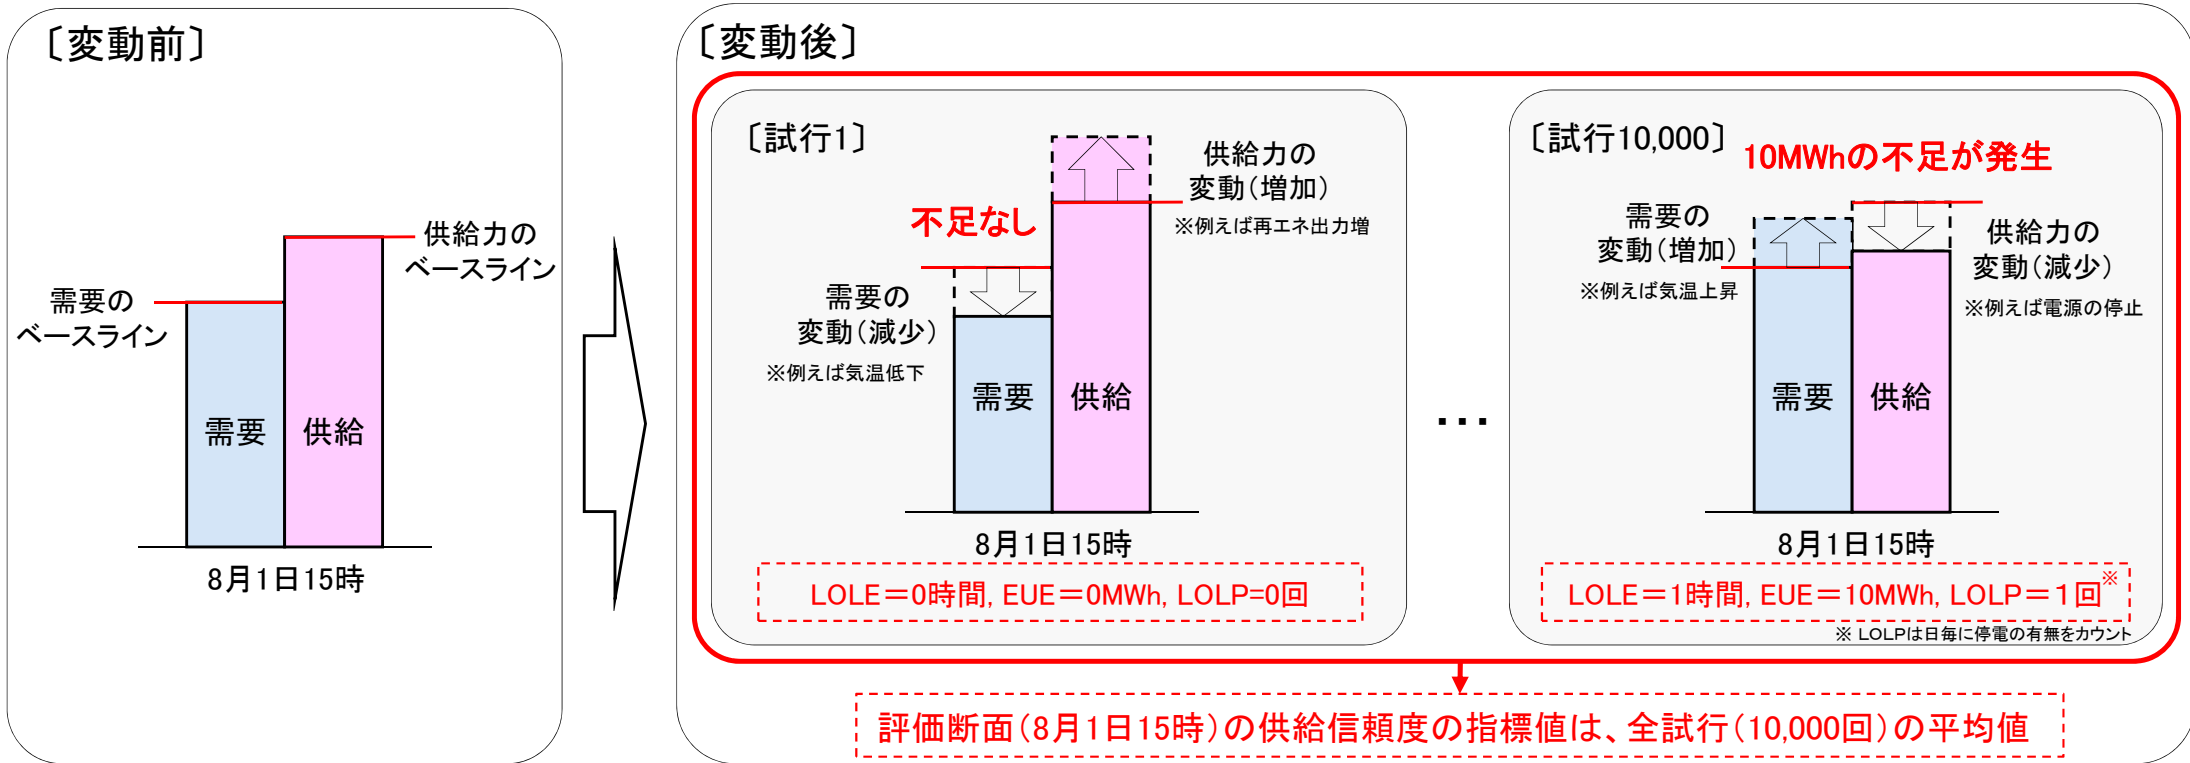 〔変動前〕
供給力の
ベースライン
需要の
ベースライン
需要
供給
8月1日15時
〔変動後〕
〔試行1〕
供給力の
変動(増加)
※例えば再エネ出力増
不足なし
需要の
変動(減少)
※例えば気温低下
需要
供給
8月1日15時
LOLE=0時間, EUE=0MWh, LOLP=0回
…
〔試行10,000〕
10MWhの不足が発生
需要の
変動(増加)
※例えば気温上昇
供給力の
変動(減少)
※例えば電源の停止
需要
供給
8月1日15時
LOLE=1時間, EUE=10MWh, LOLP=1回※
※ LOLPは日毎に停電の有無をカウント
評価断面(8月1日15時)の供給信頼度の指標値は、全試行(10,000回)の平均値